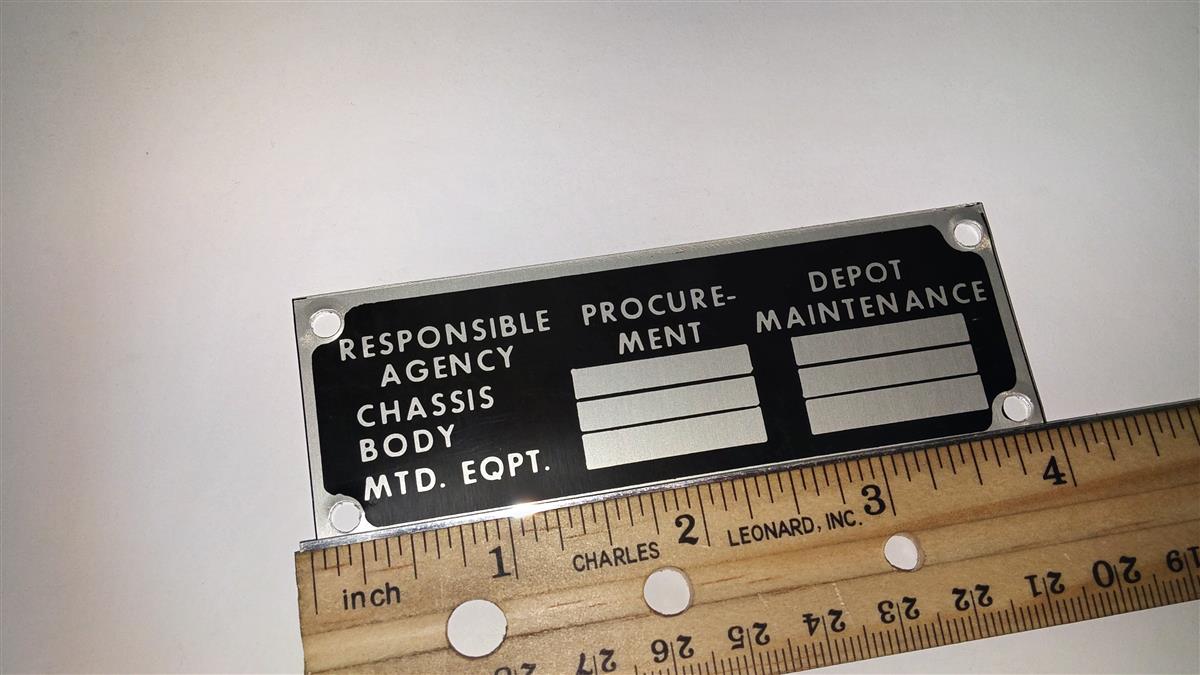 RESPONSIBLE
AGENCY
PROCURE-
MENT
DEPOT
MAINTENANCE
CHASSIS
BODY
MTD. EQPT.
1 2 3 4
inch
CHARLES LEONARD, INC.
27 26 25 24 23 22 21 20 19